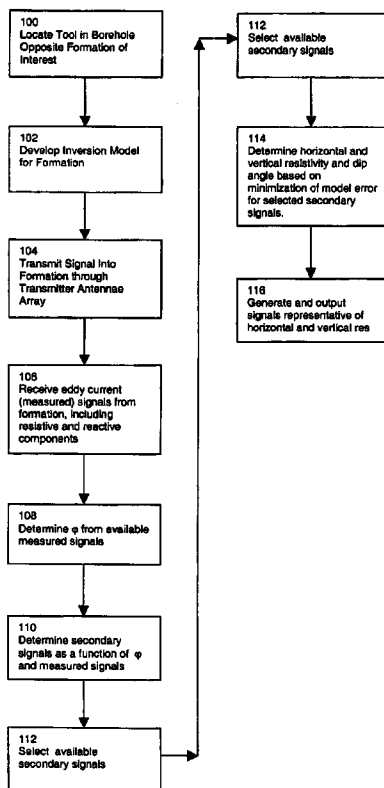 100
Locate Tool in Borehole
Opposite Formation of
Interest
102
Develop Inversion Model
for Formation
104
Transmit Signal Into
Formation through
Transmitter Antennae
Array
106
Receive eddy current
(measured) signals from
formation, including
resistive and reactive
components
108
Determine φ from available
measured signals
110
Determine secondary
signals as a function of φ
and measured signals
112
Select available
secondary signals
112
Select available
secondary signals
114
Determine horizontal and
vertical resistivity and dip
angle based on
minimization of model error
for selected secondary
signals.
116
Generate and output
signals representative of
horizontal and vertical res